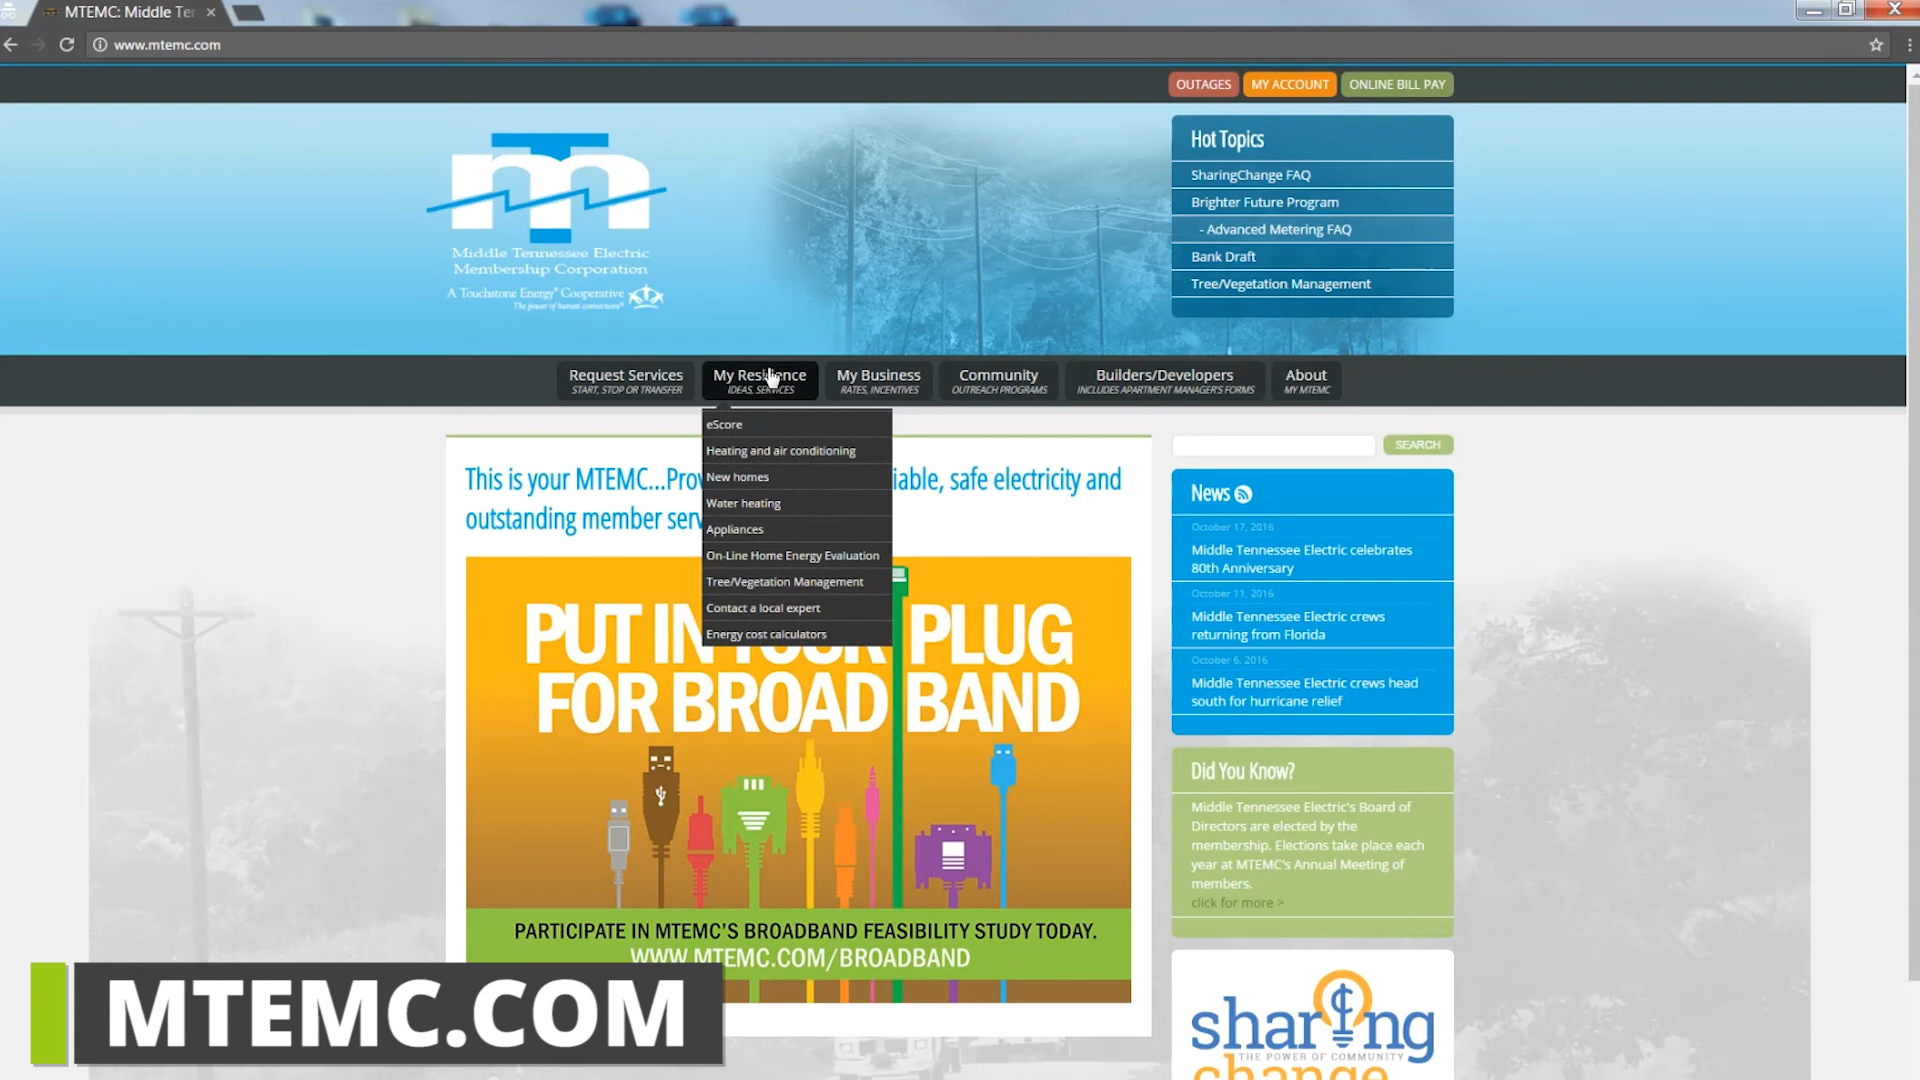 MTEMC: Middle Te
www.mtemc.com
OUTAGES
MY ACCOUNT
ONLINE BILL PAY
Tm
Middle Tennessee Electric
Membership Corporation
A Touchstone Energy® Cooperative
The power of human connections®
Hot Topics
SharingChange FAQ
Brighter Future Program
- Advanced Metering FAQ
Bank Draft
Tree/Vegetation Management
Request Services
START, STOP OR TRANSFER
My Residence
IDEAS, SERVICES
My Business
RATES, INCENTIVES
Community
OUTREACH PROGRAMS
Builders/Developers
INCLUDES APARTMENT MANAGER'S FORMS
About
MY MTEMC
eScore
Heating and air conditioning
New homes
Water heating
Appliances
On-Line Home Energy Evaluation
Tree/Vegetation Management
Contact a local expert
Energy cost calculators
This is your MTEMC...Prov iable, safe electricity and
outstanding member serv
PUT IN YOUR PLUG
FOR BROADBAND
PARTICIPATE IN MTEMC'S BROADBAND FEASIBILITY STUDY TODAY.
WWW.MTEMC.COM/BROADBAND
SEARCH
News
October 17, 2016
Middle Tennessee Electric celebrates
80th Anniversary
October 11, 2016
Middle Tennessee Electric crews
returning from Florida
October 6, 2016
Middle Tennessee Electric crews head
south for hurricane relief
Did You Know?
Middle Tennessee Electric's Board of
Directors are elected by the
membership. Elections take place each
year at MTEMC's Annual Meeting of
members.
click for more >
sharing
THE POWER OF COMMUNITY
change
MTEMC.COM